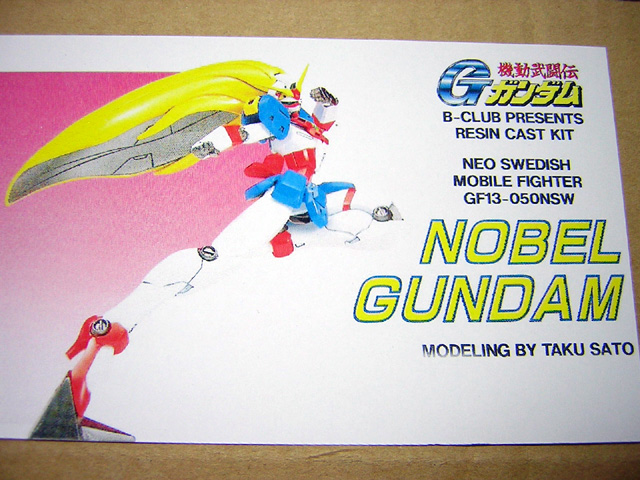 機動武闘伝
Gガンダム
B-CLUB PRESENTS
RESIN CAST KIT
NEO SWEDISH
MOBILE FIGHTER
GF13-050NSW
NOBEL
GUNDAM
MODELING BY TAKU SATO